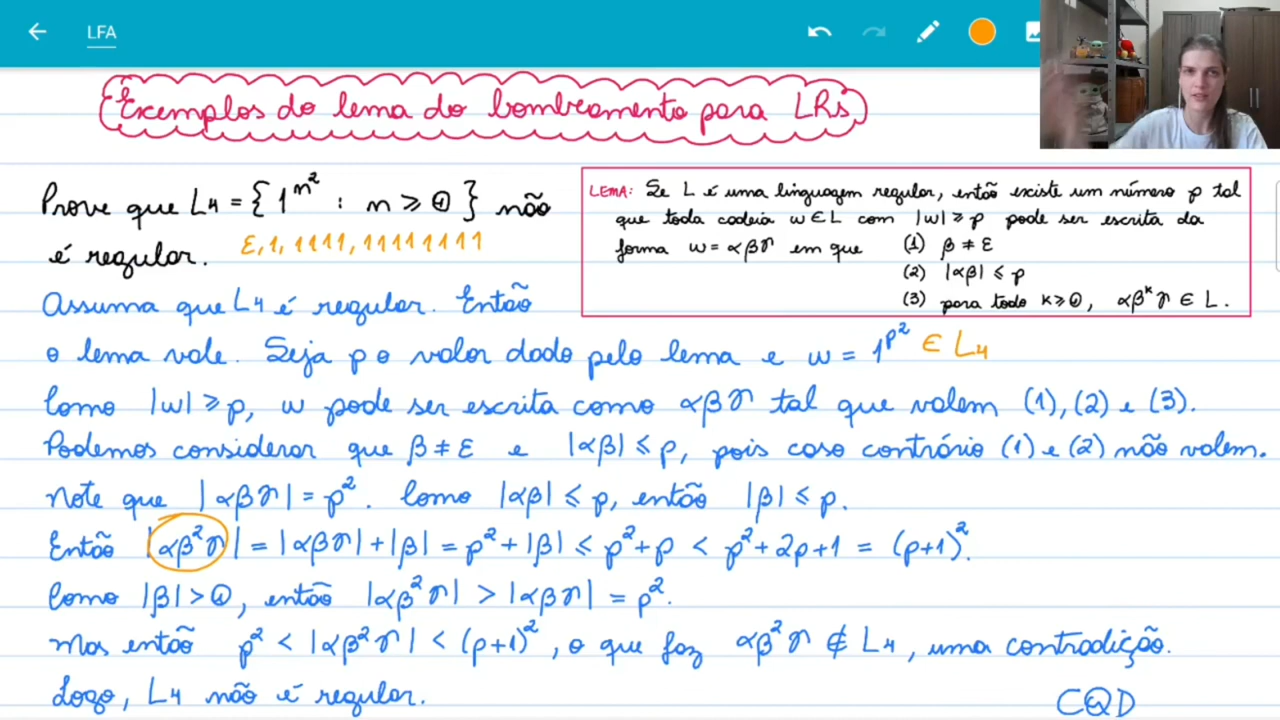 LFA
Exemplos do lema do bombeamento para LRs
Prove que L₄ = { 1^{n²} : n ≥ 0 } não
é regular.
ε, 1, 1111, 111111111
LEMA: Se L é uma linguagem regular, então existe um número p tal
que toda cadeia w ∈ L com |w| ≥ p pode ser escrita da
forma w = αβγ em que (1) β ≠ ε
(2) |αβ| ≤ p
(3) para todo k ≥ 0, αβᵏγ ∈ L.
Assuma que L₄ é regular. Então
o lema vale. Seja p o valor dado pelo lema e w = 1^{p²} ∈ L₄
Como |w| ≥ p, w pode ser escrita como αβγ tal que valem (1), (2) e (3).
Podemos considerar que β ≠ ε e |αβ| ≤ p, pois caso contrário (1) e (2) não valem.
Note que |αβγ| = p². Como |αβ| ≤ p, então |β| ≤ p.
Então |αβ²γ| = |αβγ| + |β| = p² + |β| ≤ p² + p < p² + 2p + 1 = (p+1)².
Como |β| > 0, então |αβ²γ| > |αβγ| = p².
Mas então p² < |αβ²γ| < (p+1)², o que faz αβ²γ ∉ L₄, uma contradição.
Logo, L₄ não é regular.
CQD